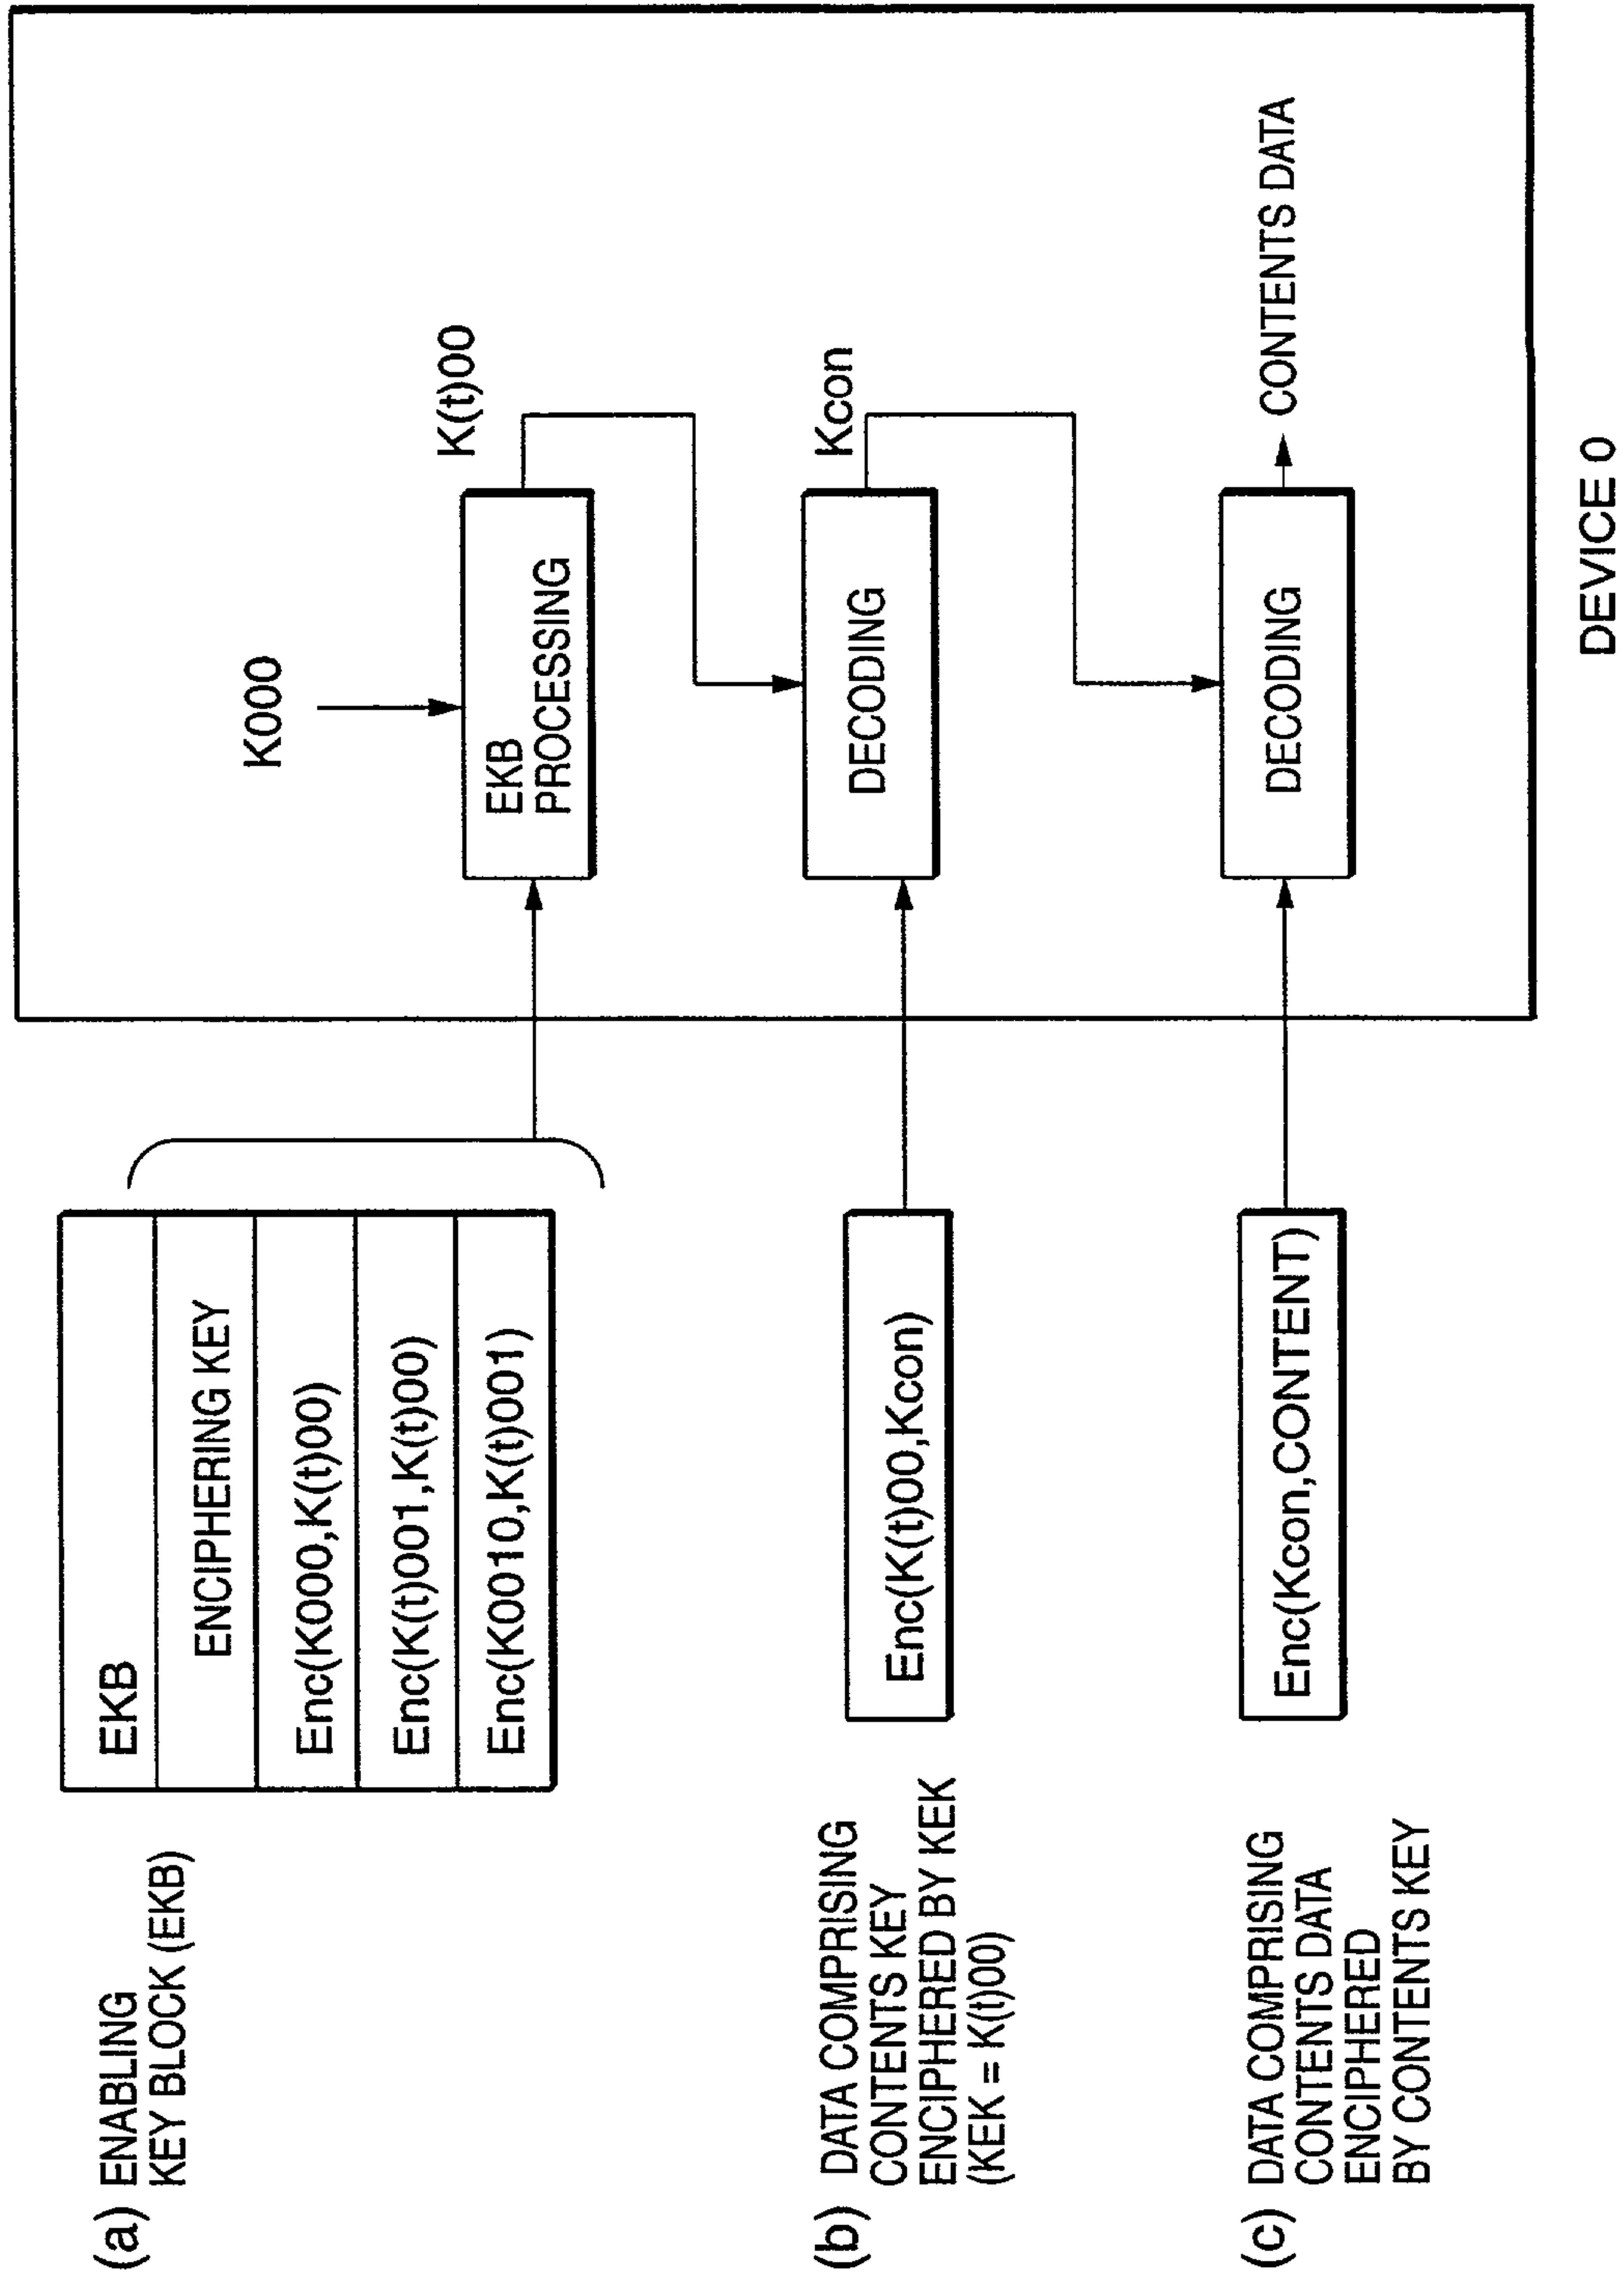 (a) ENABLING
KEY BLOCK (EKB)
EKB
ENCIPHERING KEY
Enc(K000,K(t)00)
Enc(K(t)001,K(t)00)
Enc(K0010,K(t)001)
K000
EKB
PROCESSING
K(t)00
(b) DATA COMPRISING
CONTENTS KEY
ENCIPHERED BY KEK
(KEK = K(t)00)
Enc(K(t)00,Kcon)
DECODING
Kcon
(c) DATA COMPRISING
CONTENTS DATA
ENCIPHERED
BY CONTENTS KEY
Enc(Kcon,CONTENT)
DECODING
CONTENTS DATA
DEVICE 0